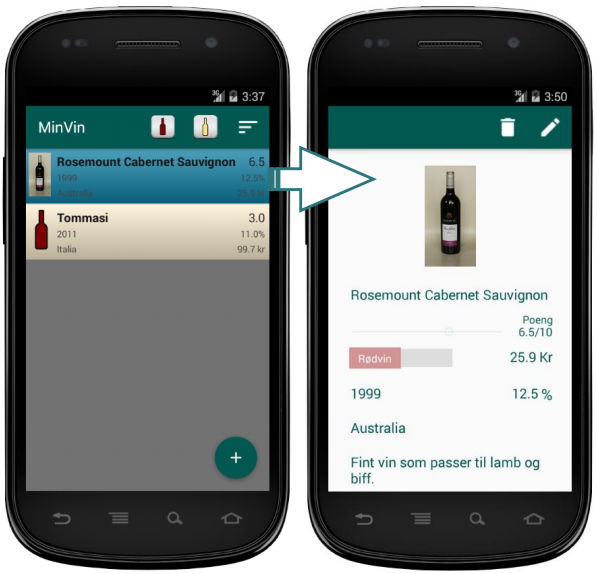 3G 3:37
MinVin
Rosemount Cabernet Sauvignon 6.5
1999 12.5%
Australia 25.9 kr
Tommasi 3.0
2011 11.0%
Italia 99.7 kr
+
3G 3:50
Rosemount Cabernet Sauvignon
Poeng
6.5/10
Rødvin 25.9 Kr
1999 12.5 %
Australia
Fint vin som passer til lamb og
biff.